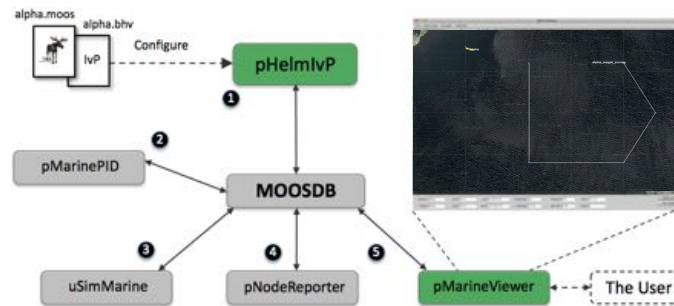 alpha.moos
alpha.bhv
IvP
Configure
pHelmIvP
1
2
pMarinePID
MOOSDB
3
4
5
uSimMarine
pNodeReporter
pMarineViewer
The User